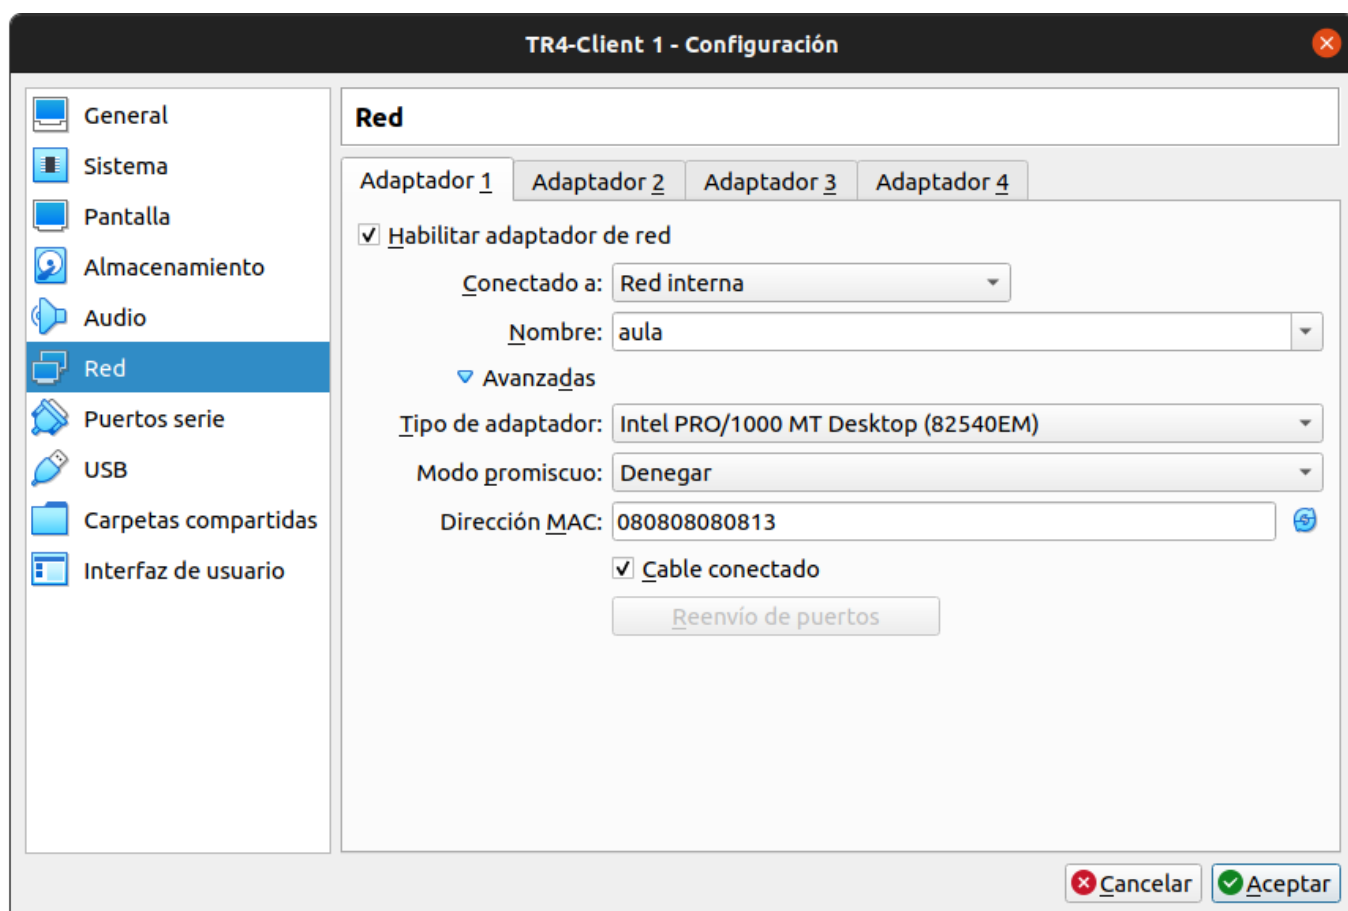 TR4-Client 1 - Configuración
General
Sistema
Pantalla
Almacenamiento
Audio
Red
Puertos serie
USB
Carpetas compartidas
Interfaz de usuario
Red
Adaptador 1 Adaptador 2 Adaptador 3 Adaptador 4
Habilitar adaptador de red
Conectado a: Red interna
Nombre: aula
Avanzadas
Tipo de adaptador: Intel PRO/1000 MT Desktop (82540EM)
Modo promiscuo: Denegar
Dirección MAC: 080808080813
Cable conectado
Reenvío de puertos
Cancelar Aceptar